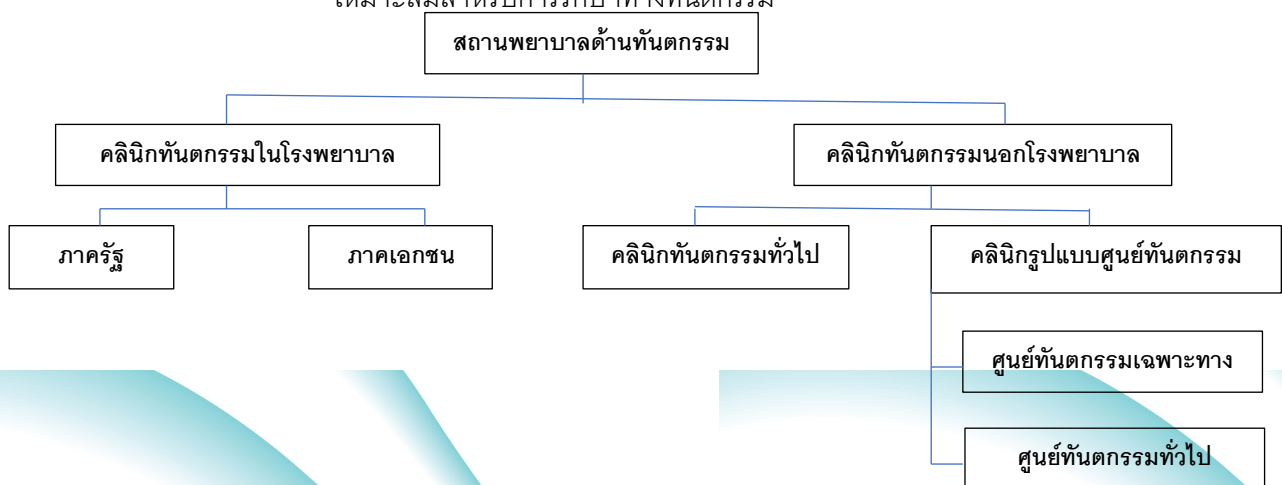 สถานพยาบาลด้านทันตกรรม
คลินิกทันตกรรมในโรงพยาบาล
คลินิกทันตกรรมนอกโรงพยาบาล
ภาครัฐ
ภาคเอกชน
คลินิกทันตกรรมทั่วไป
คลินิกรูปแบบศูนย์ทันตกรรม
ศูนย์ทันตกรรมเฉพาะทาง
ศูนย์ทันตกรรมทั่วไป